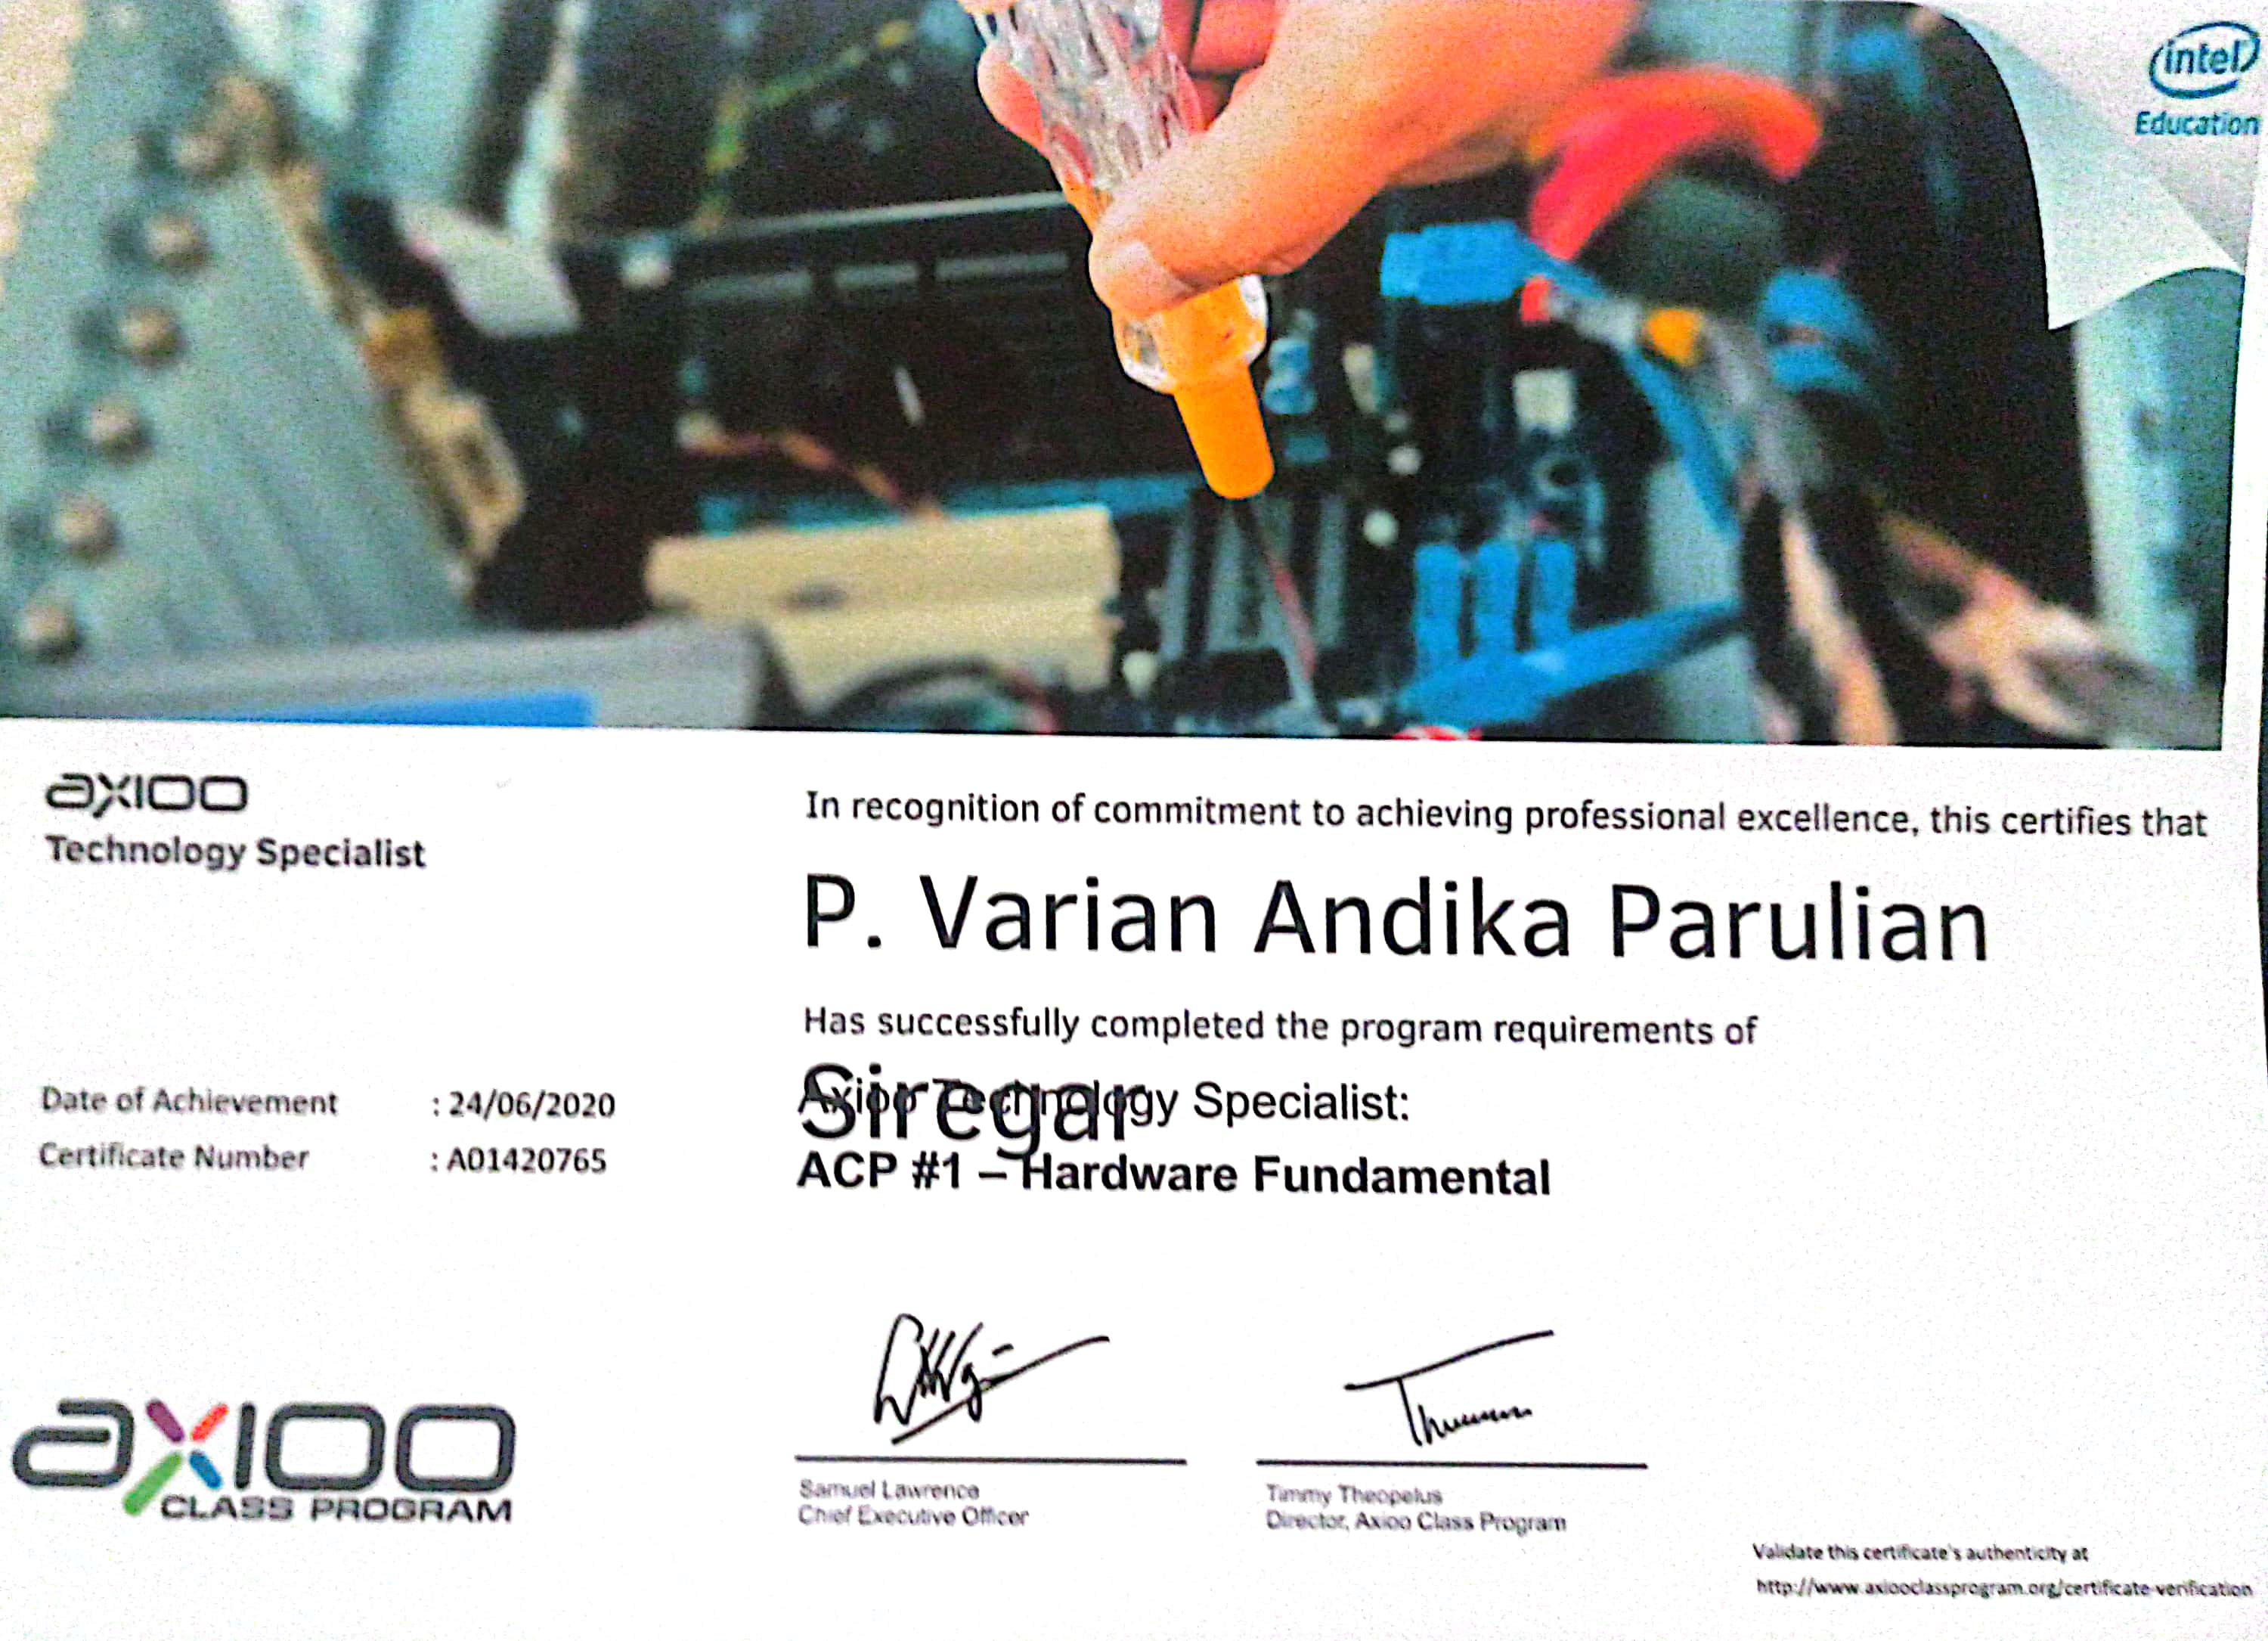 intel
Education
axioo
Technology Specialist
In recognition of commitment to achieving professional excellence, this certifies that
P. Varian Andika Parulian
Siregar
Has successfully completed the program requirements of
Axioo Technology Specialist:
ACP #1 – Hardware Fundamental
Date of Achievement : 24/06/2020
Certificate Number : A01420765
axioo
CLASS PROGRAM
Samuel Lawrence
Chief Executive Officer
Timmy Theopelus
Director, Axioo Class Program
Validate this certificate's authenticity at
http://www.axiooclassprogram.org/certificate-verification